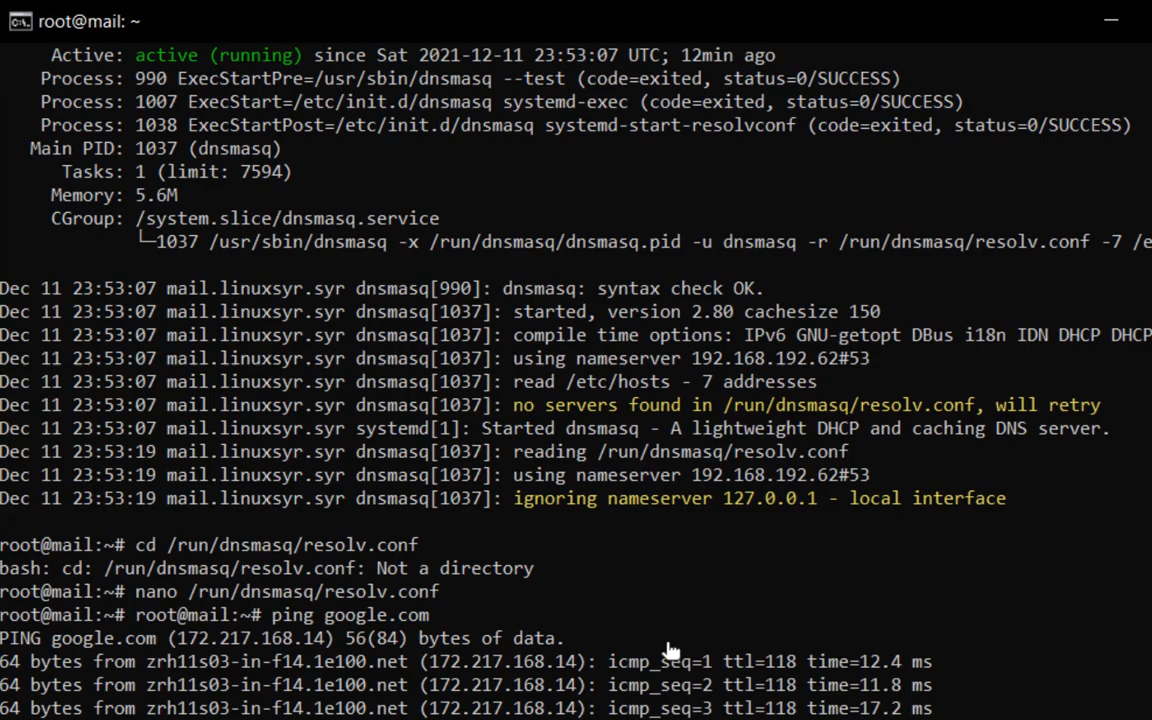 root@mail: ~
Active: active (running) since Sat 2021-12-11 23:53:07 UTC; 12min ago
Process: 990 ExecStartPre=/usr/sbin/dnsmasq --test (code=exited, status=0/SUCCESS)
Process: 1007 ExecStart=/etc/init.d/dnsmasq systemd-exec (code=exited, status=0/SUCCESS)
Process: 1038 ExecStartPost=/etc/init.d/dnsmasq systemd-start-resolvconf (code=exited, status=0/SUCCESS)
Main PID: 1037 (dnsmasq)
Tasks: 1 (limit: 7594)
Memory: 5.6M
CGroup: /system.slice/dnsmasq.service
└─1037 /usr/sbin/dnsmasq -x /run/dnsmasq/dnsmasq.pid -u dnsmasq -r /run/dnsmasq/resolv.conf -7 /e
Dec 11 23:53:07 mail.linuxsyr.syr dnsmasq[990]: dnsmasq: syntax check OK.
Dec 11 23:53:07 mail.linuxsyr.syr dnsmasq[1037]: started, version 2.80 cachesize 150
Dec 11 23:53:07 mail.linuxsyr.syr dnsmasq[1037]: compile time options: IPv6 GNU-getopt DBus i18n IDN DHCP DHCP
Dec 11 23:53:07 mail.linuxsyr.syr dnsmasq[1037]: using nameserver 192.168.192.62#53
Dec 11 23:53:07 mail.linuxsyr.syr dnsmasq[1037]: read /etc/hosts - 7 addresses
Dec 11 23:53:07 mail.linuxsyr.syr dnsmasq[1037]: no servers found in /run/dnsmasq/resolv.conf, will retry
Dec 11 23:53:07 mail.linuxsyr.syr systemd[1]: Started dnsmasq - A lightweight DHCP and caching DNS server.
Dec 11 23:53:19 mail.linuxsyr.syr dnsmasq[1037]: reading /run/dnsmasq/resolv.conf
Dec 11 23:53:19 mail.linuxsyr.syr dnsmasq[1037]: using nameserver 192.168.192.62#53
Dec 11 23:53:19 mail.linuxsyr.syr dnsmasq[1037]: ignoring nameserver 127.0.0.1 - local interface
root@mail:~# cd /run/dnsmasq/resolv.conf
bash: cd: /run/dnsmasq/resolv.conf: Not a directory
root@mail:~# nano /run/dnsmasq/resolv.conf
root@mail:~# root@mail:~# ping google.com
PING google.com (172.217.168.14) 56(84) bytes of data.
64 bytes from zrh11s03-in-f14.1e100.net (172.217.168.14): icmp_seq=1 ttl=118 time=12.4 ms
64 bytes from zrh11s03-in-f14.1e100.net (172.217.168.14): icmp_seq=2 ttl=118 time=11.8 ms
64 bytes from zrh11s03-in-f14.1e100.net (172.217.168.14): icmp_seq=3 ttl=118 time=17.2 ms